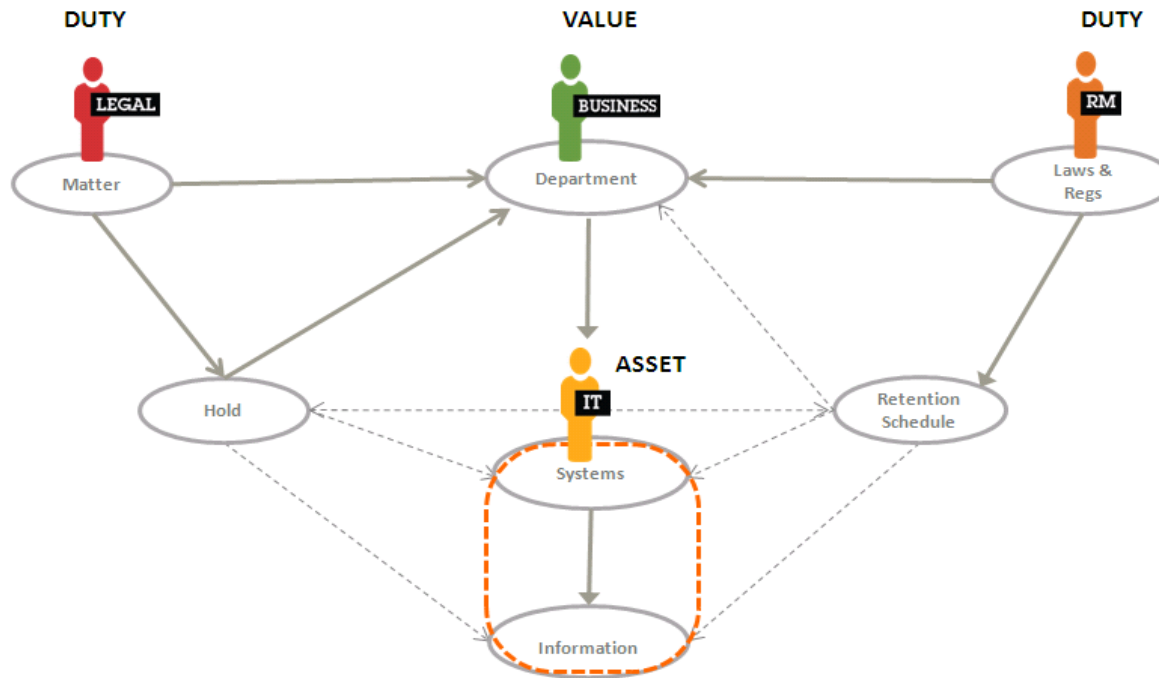 DUTY
VALUE
DUTY
LEGAL
BUSINESS
RM
Matter
Department
Laws &
Regs
ASSET
IT
Hold
Retention
Schedule
Systems
Information